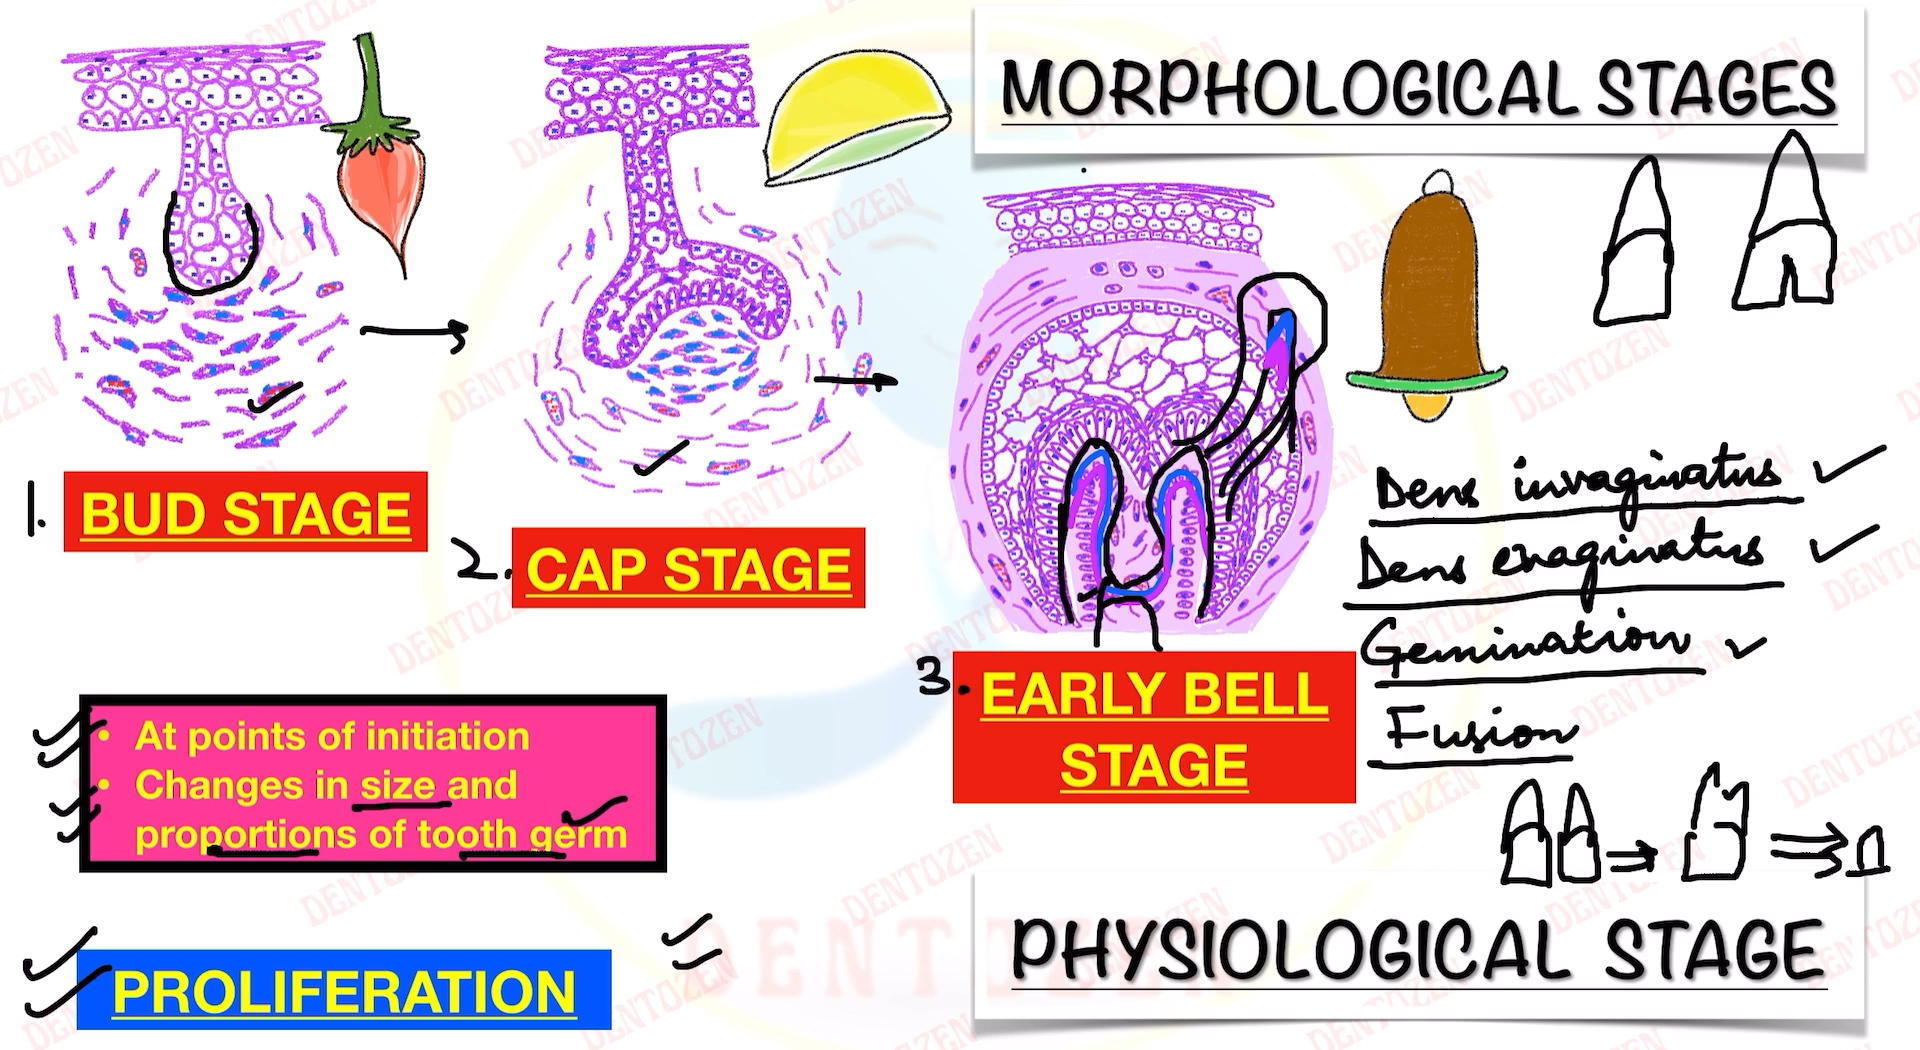 MORPHOLOGICAL STAGES
1. BUD STAGE
2. CAP STAGE
3. EARLY BELL
STAGE
Dens invaginatus
Dens evaginatus
Gemination
Fusion
• At points of initiation
• Changes in size and
proportions of tooth germ
PROLIFERATION
PHYSIOLOGICAL STAGE
DENTOZEN